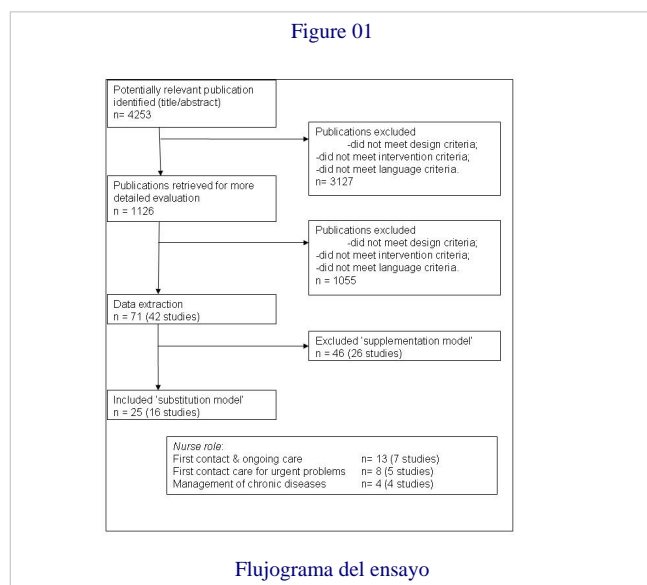 Figure 01
Potentially relevant publication
identified (title/abstract)
n= 4253
Publications excluded
-did not meet design criteria;
-did not meet intervention criteria;
-did not meet language criteria.
n= 3127
Publications retrieved for more
detailed evaluation
n = 1126
Publications excluded
-did not meet design criteria;
-did not meet intervention criteria;
-did not meet language criteria.
n = 1055
Data extraction
n = 71 (42 studies)
Excluded 'supplementation model'
n = 46 (26 studies)
Included 'substitution model'
n = 25 (16 studies)
Nurse role:
First contact & ongoing care n= 13 (7 studies)
First contact care for urgent problems n= 8 (5 studies)
Management of chronic diseases n= 4 (4 studies)
Flujograma del ensayo